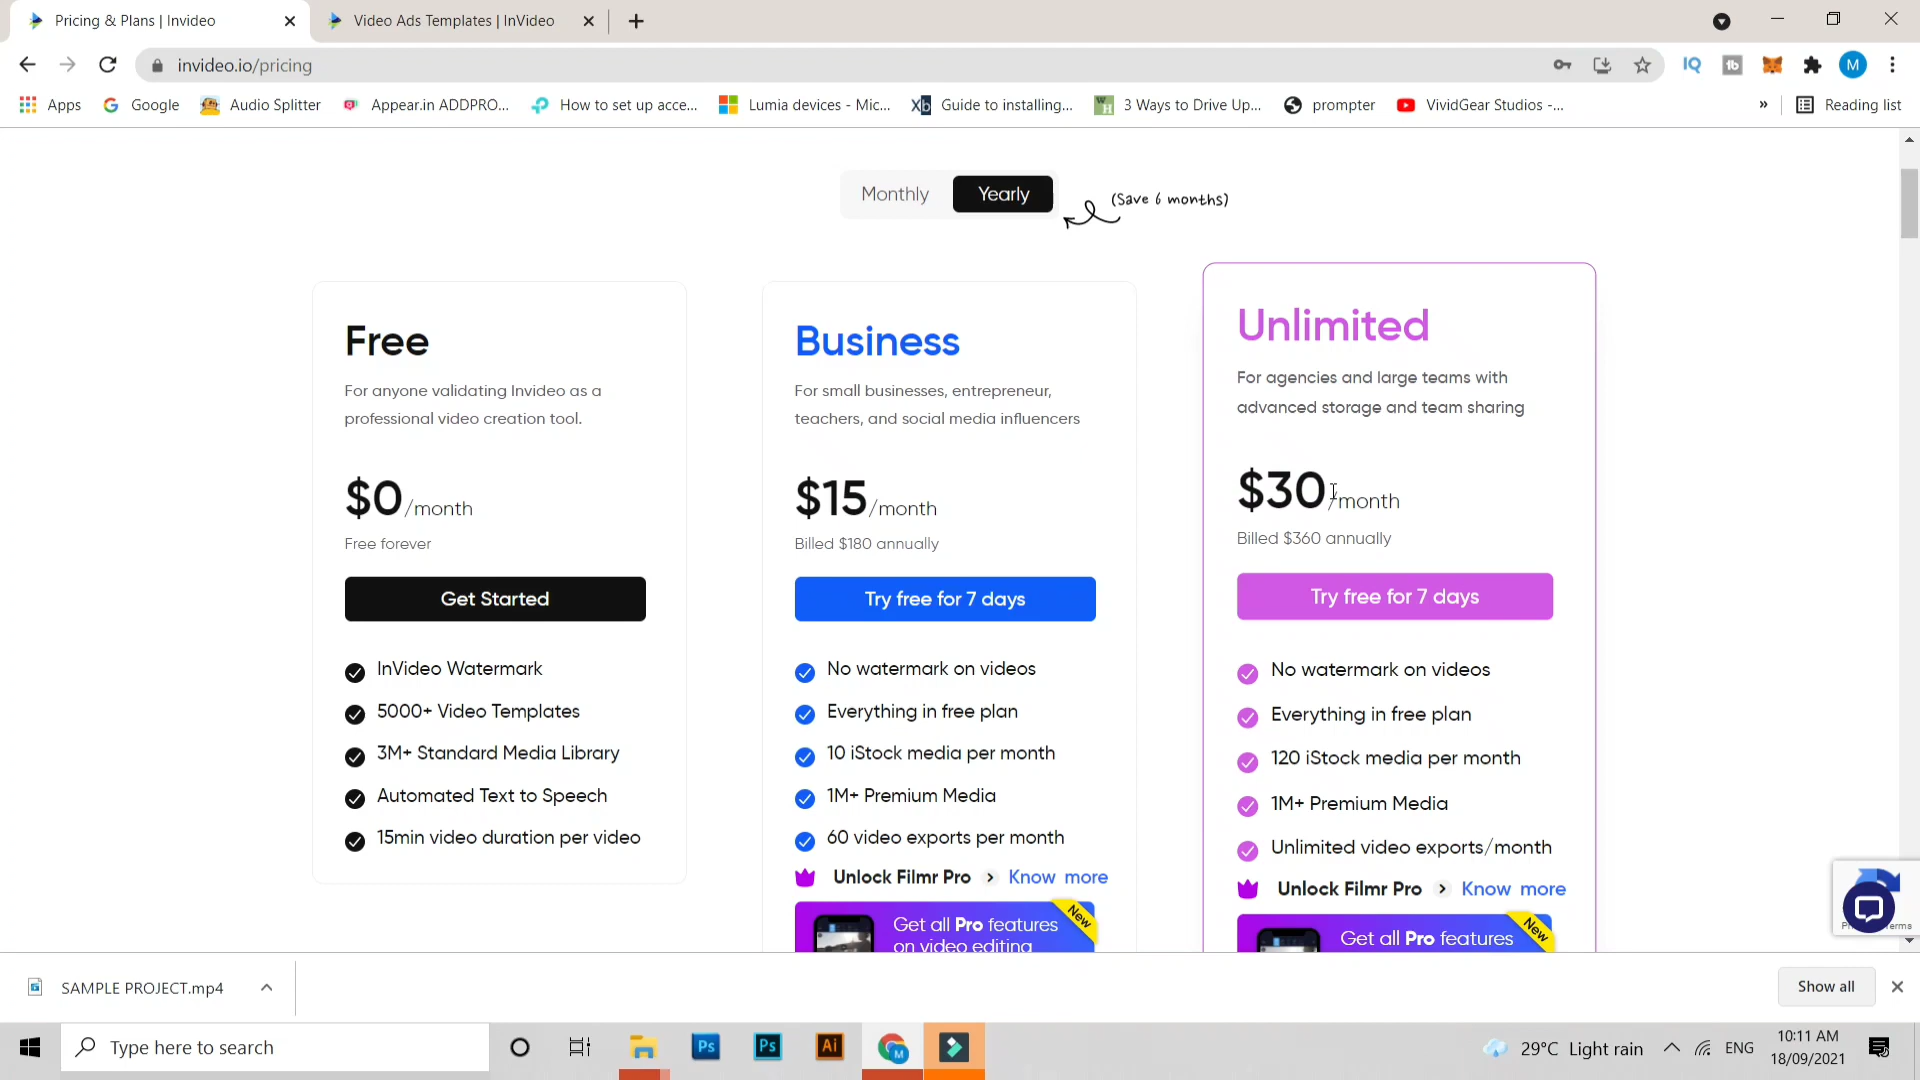 Pricing & Plans | Invideo
Video Ads Templates | InVideo
invideo.io/pricing
IQ
tb
M
Apps
Google
Audio Splitter
Appear.in ADDPRO...
How to set up acce...
Lumia devices - Mic...
Guide to installing...
3 Ways to Drive Up...
prompter
VividGear Studios -...
»
Reading list
Monthly
Yearly
(Save 6 months)
Free
For anyone validating Invideo as a
professional video creation tool.
$0/month
Free forever
Get Started
InVideo Watermark
5000+ Video Templates
3M+ Standard Media Library
Automated Text to Speech
15min video duration per video
Business
For small businesses, entrepreneur,
teachers, and social media influencers
$15/month
Billed $180 annually
Try free for 7 days
No watermark on videos
Everything in free plan
10 iStock media per month
1M+ Premium Media
60 video exports per month
Unlock Filmr Pro > Know more
Get all Pro features
on video editing
New
Unlimited
For agencies and large teams with
advanced storage and team sharing
$30/month
Billed $360 annually
Try free for 7 days
No watermark on videos
Everything in free plan
120 iStock media per month
1M+ Premium Media
Unlimited video exports/month
Unlock Filmr Pro > Know more
Get all Pro features
New
SAMPLE PROJECT.mp4
Show all
Type here to search
Ps
Ps
Ai
M
29°C Light rain
ENG
10:11 AM
18/09/2021